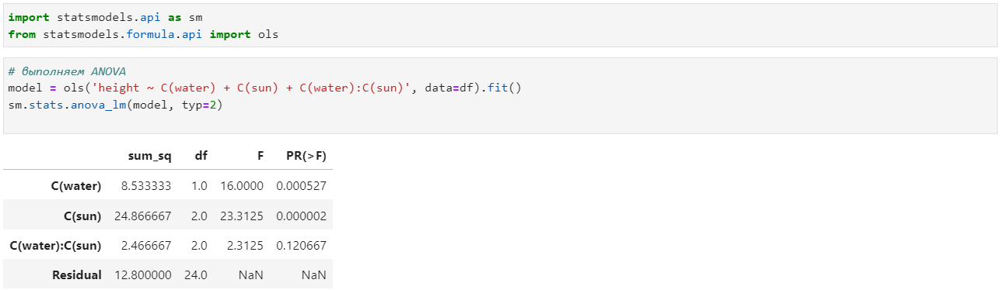 import statsmodels.api as sm
from statsmodels.formula.api import ols
# выполняем ANOVA
model = ols('height ~ C(water) + C(sun) + C(water):C(sun)', data=df).fit()
sm.stats.anova_lm(model, typ=2)
sum_sq df F PR(>F)
C(water) 8.533333 1.0 16.0000 0.000527
C(sun) 24.866667 2.0 23.3125 0.000002
C(water):C(sun) 2.466667 2.0 2.3125 0.120667
Residual 12.800000 24.0 NaN NaN